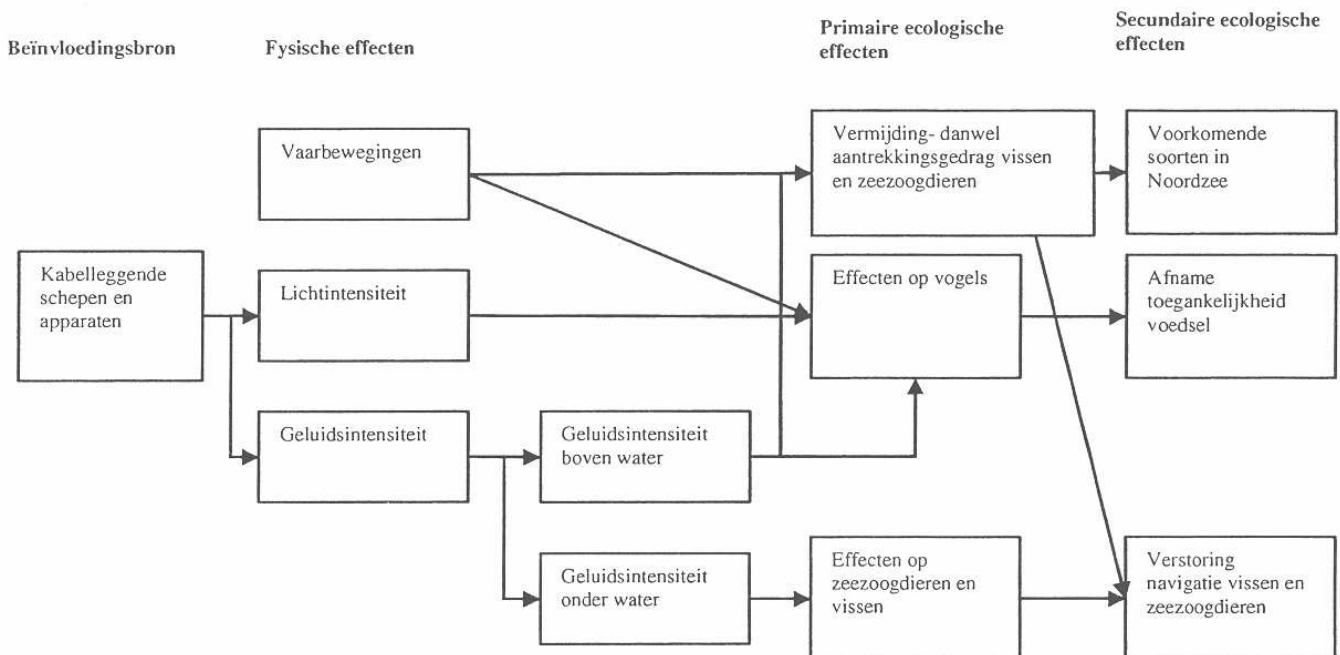 Beïnvloedingsbron
Fysische effecten
Primaire ecologische
effecten
Secundaire ecologische
effecten
Vaarbewegingen
Vermijding- danwel
aantrekkingsgedrag vissen
en zeezoogdieren
Voorkomende
soorten in
Noordzee
Kabelleggende
schepen en
apparaten
Lichtintensiteit
Effecten op vogels
Afname
toegankelijkheid
voedsel
Geluidsintensiteit
Geluidsintensiteit
boven water
Geluidsintensiteit
onder water
Effecten op
zeezoogdieren en
vissen
Verstoring
navigatie vissen en
zeezoogdieren